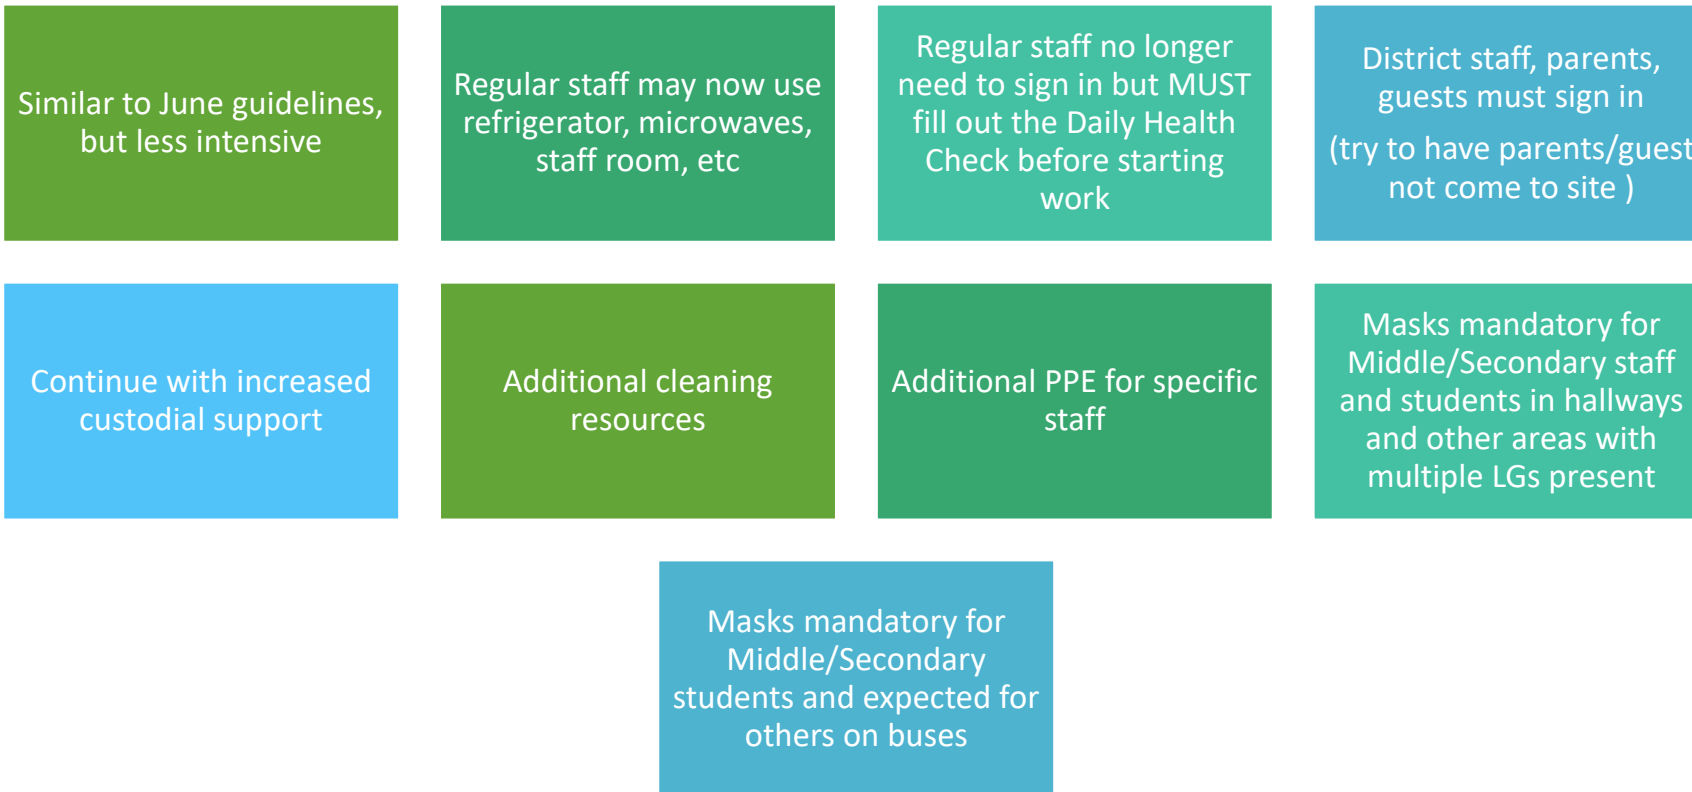 Similar to June guidelines,
but less intensive
Regular staff may now use
refrigerator, microwaves,
staff room, etc
Regular staff no longer
need to sign in but MUST
fill out the Daily Health
Check before starting
work
District staff, parents,
guests must sign in
(try to have parents/guest
not come to site )
Continue with increased
custodial support
Additional cleaning
resources
Additional PPE for specific
staff
Masks mandatory for
Middle/Secondary staff
and students in hallways
and other areas with
multiple LGs present
Masks mandatory for
Middle/Secondary
students and expected for
others on buses